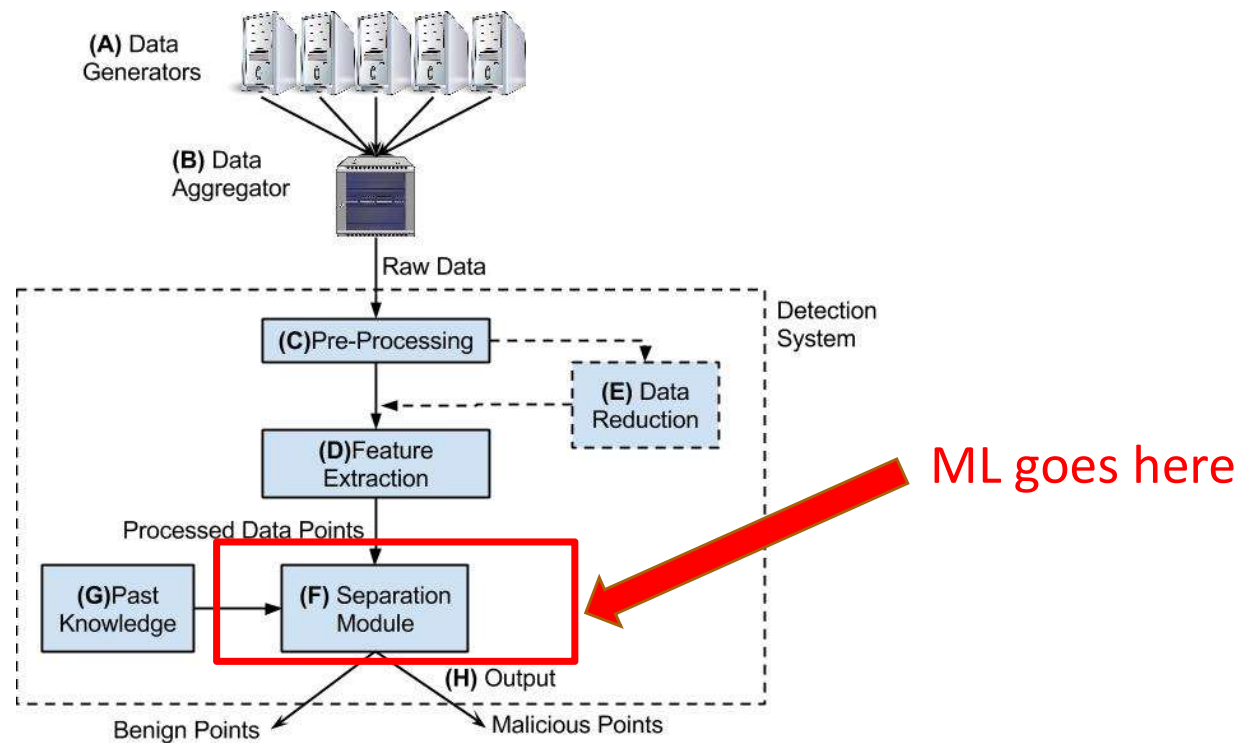 (A) Data
Generators
(B) Data
Aggregator
Raw Data
Detection
System
(C)Pre-Processing
(E) Data
Reduction
(D)Feature
Extraction
ML goes here
Processed Data Points
(G)Past
Knowledge
(F) Separation
Module
(H) Output
Benign Points
Malicious Points